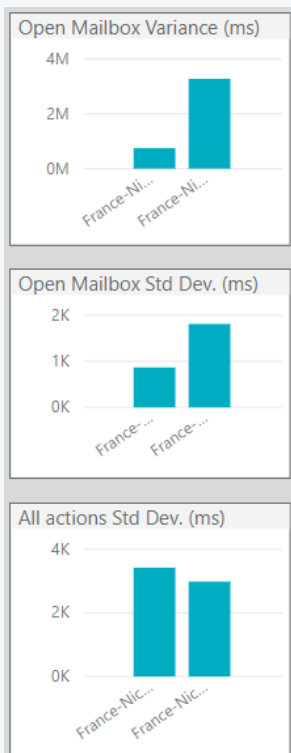 Open Mailbox Variance (ms)
4M
2M
0M
France-Ni...
France-Ni...
Open Mailbox Std Dev. (ms)
2K
1K
0K
France-...
France-...
All actions Std Dev. (ms)
4K
2K
0K
France-Nic...
France-Nic...